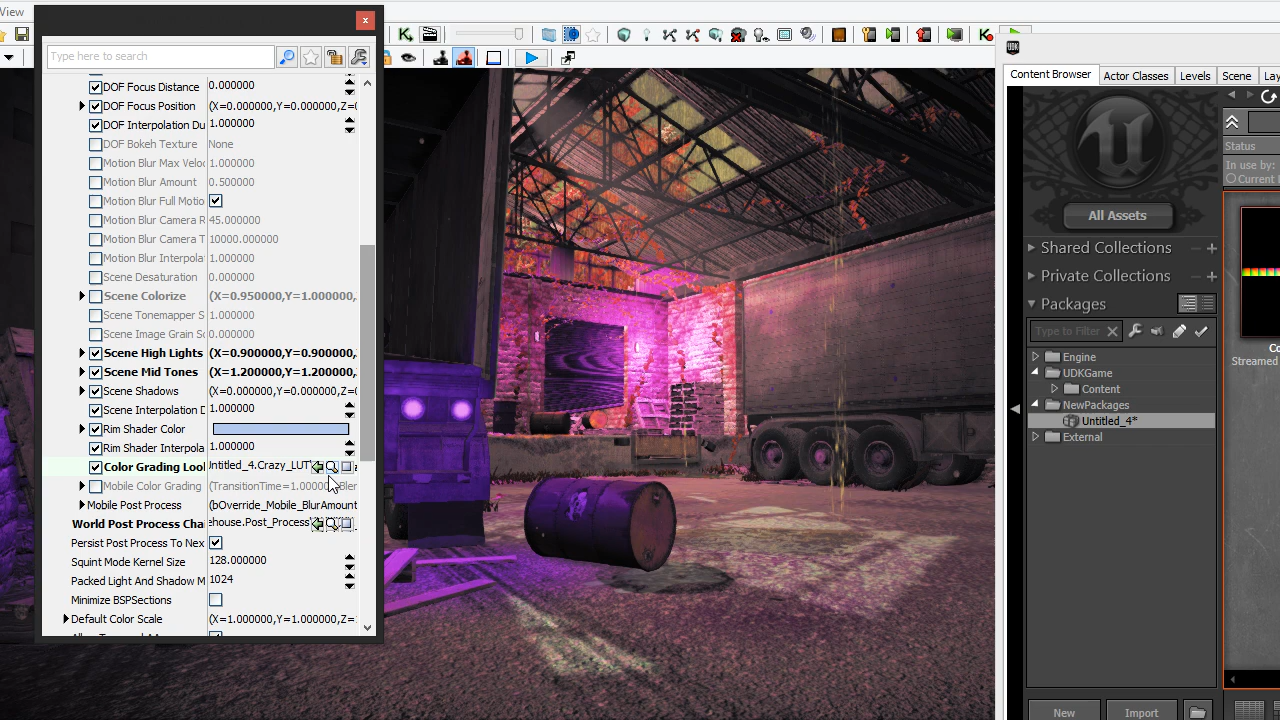 View
Type here to search
DOF Focus Distance 0.000000
DOF Focus Position (X=0.000000,Y=0.000000,Z=0
DOF Interpolation Du 1.000000
DOF Bokeh Texture None
Motion Blur Max Veloc 1.000000
Motion Blur Amount 0.500000
Motion Blur Full Motio
Motion Blur Camera R 45.000000
Motion Blur Camera T 10000.000000
Motion Blur Interpola 1.000000
Scene Desaturation 0.000000
Scene Colorize (X=0.950000,Y=1.000000,
Scene Tonemapper S 1.000000
Scene Image Grain Sc 0.000000
Scene High Lights (X=0.900000,Y=0.900000,
Scene Mid Tones (X=1.200000,Y=1.200000,
Scene Shadows (X=0.000000,Y=0.000000,Z=0
Scene Interpolation D 1.000000
Rim Shader Color
Rim Shader Interpola 1.000000
Color Grading Lool Untitled_4.Crazy_LUT
Mobile Color Grading (TransitionTime=1.00000 Blen
Mobile Post Process (bOverride_Mobile_BlurAmount
World Post Process Cha ehouse.Post_Process
Persist Post Process To Nex
Squint Mode Kernel Size 128.000000
Packed Light And Shadow M 1024
Minimize BSPSections
Default Color Scale (X=1.000000,Y=1.000000,Z=
UDK
Content Browser Actor Classes Levels Scene Lay
Status
In use by:
Current
All Assets
Shared Collections
Private Collections
Packages
Type to Filter
Engine
UDKGame
Content
NewPackages
Untitled_4*
External
Co
Streamed
New Import